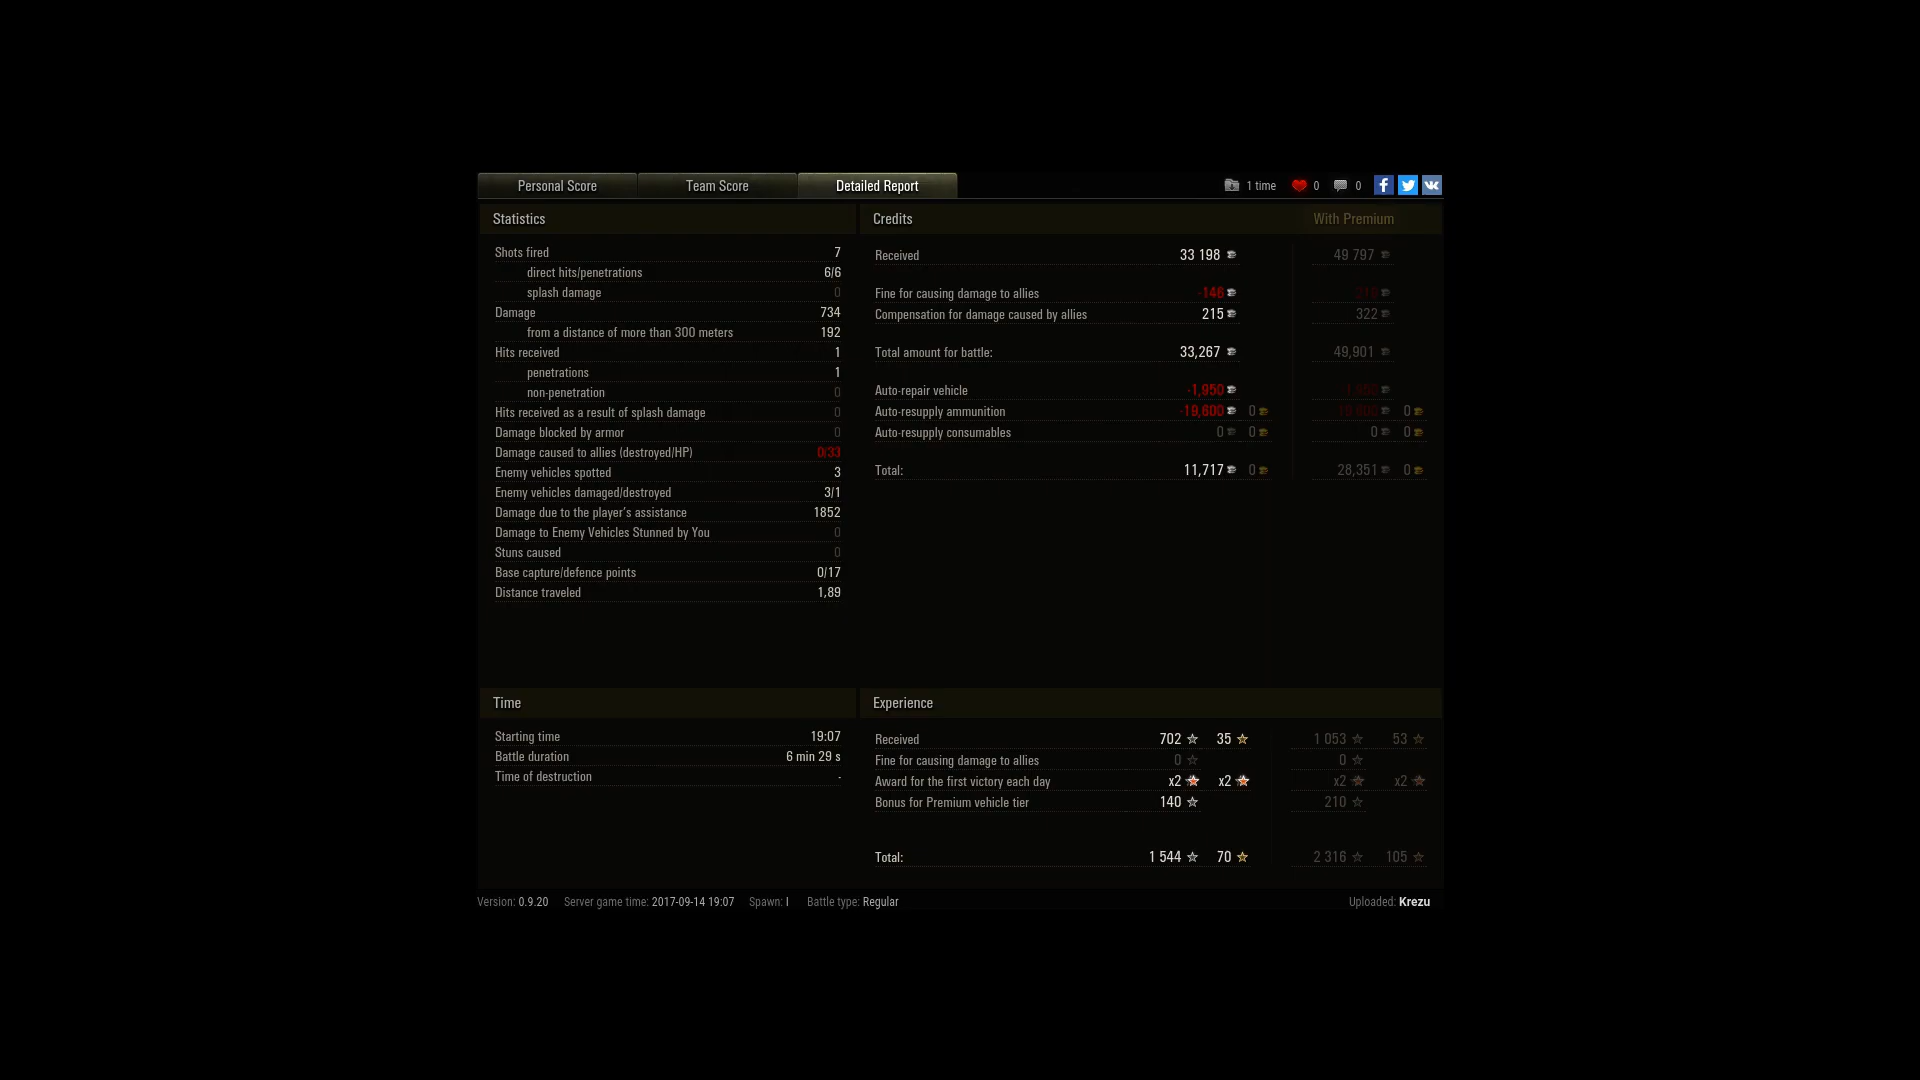 Personal Score Team Score Detailed Report 1 time 0 0
Statistics
Shots fired 7
direct hits/penetrations 6/6
splash damage 0
Damage 734
from a distance of more than 300 meters 192
Hits received 1
penetrations 1
non-penetration 0
Hits received as a result of splash damage 0
Damage blocked by armor 0
Damage caused to allies (destroyed/HP) 0/33
Enemy vehicles spotted 3
Enemy vehicles damaged/destroyed 3/1
Damage due to the player's assistance 1852
Damage to Enemy Vehicles Stunned by You 0
Stuns caused 0
Base capture/defence points 0/17
Distance traveled 1,89
Credits With Premium
Received 33 198 49 797
Fine for causing damage to allies -146
Compensation for damage caused by allies 215 322
Total amount for battle: 33,267 49,901
Auto-repair vehicle -1,950 -1,950
Auto-resupply ammunition -19,600 0 -19,600 0
Auto-resupply consumables 0 0 0 0
Total: 11,717 0 28,351 0
Time
Starting time 19:07
Battle duration 6 min 29 s
Time of destruction -
Experience
Received 702 35 1 053 53
Fine for causing damage to allies 0 0
Award for the first victory each day x2 x2 x2 x2
Bonus for Premium vehicle tier 140 210
Total: 1 544 70 2 316 105
Version: 0.9.20 Server game time: 2017-09-14 19:07 Spawn: I Battle type: Regular Uploaded: Krezu